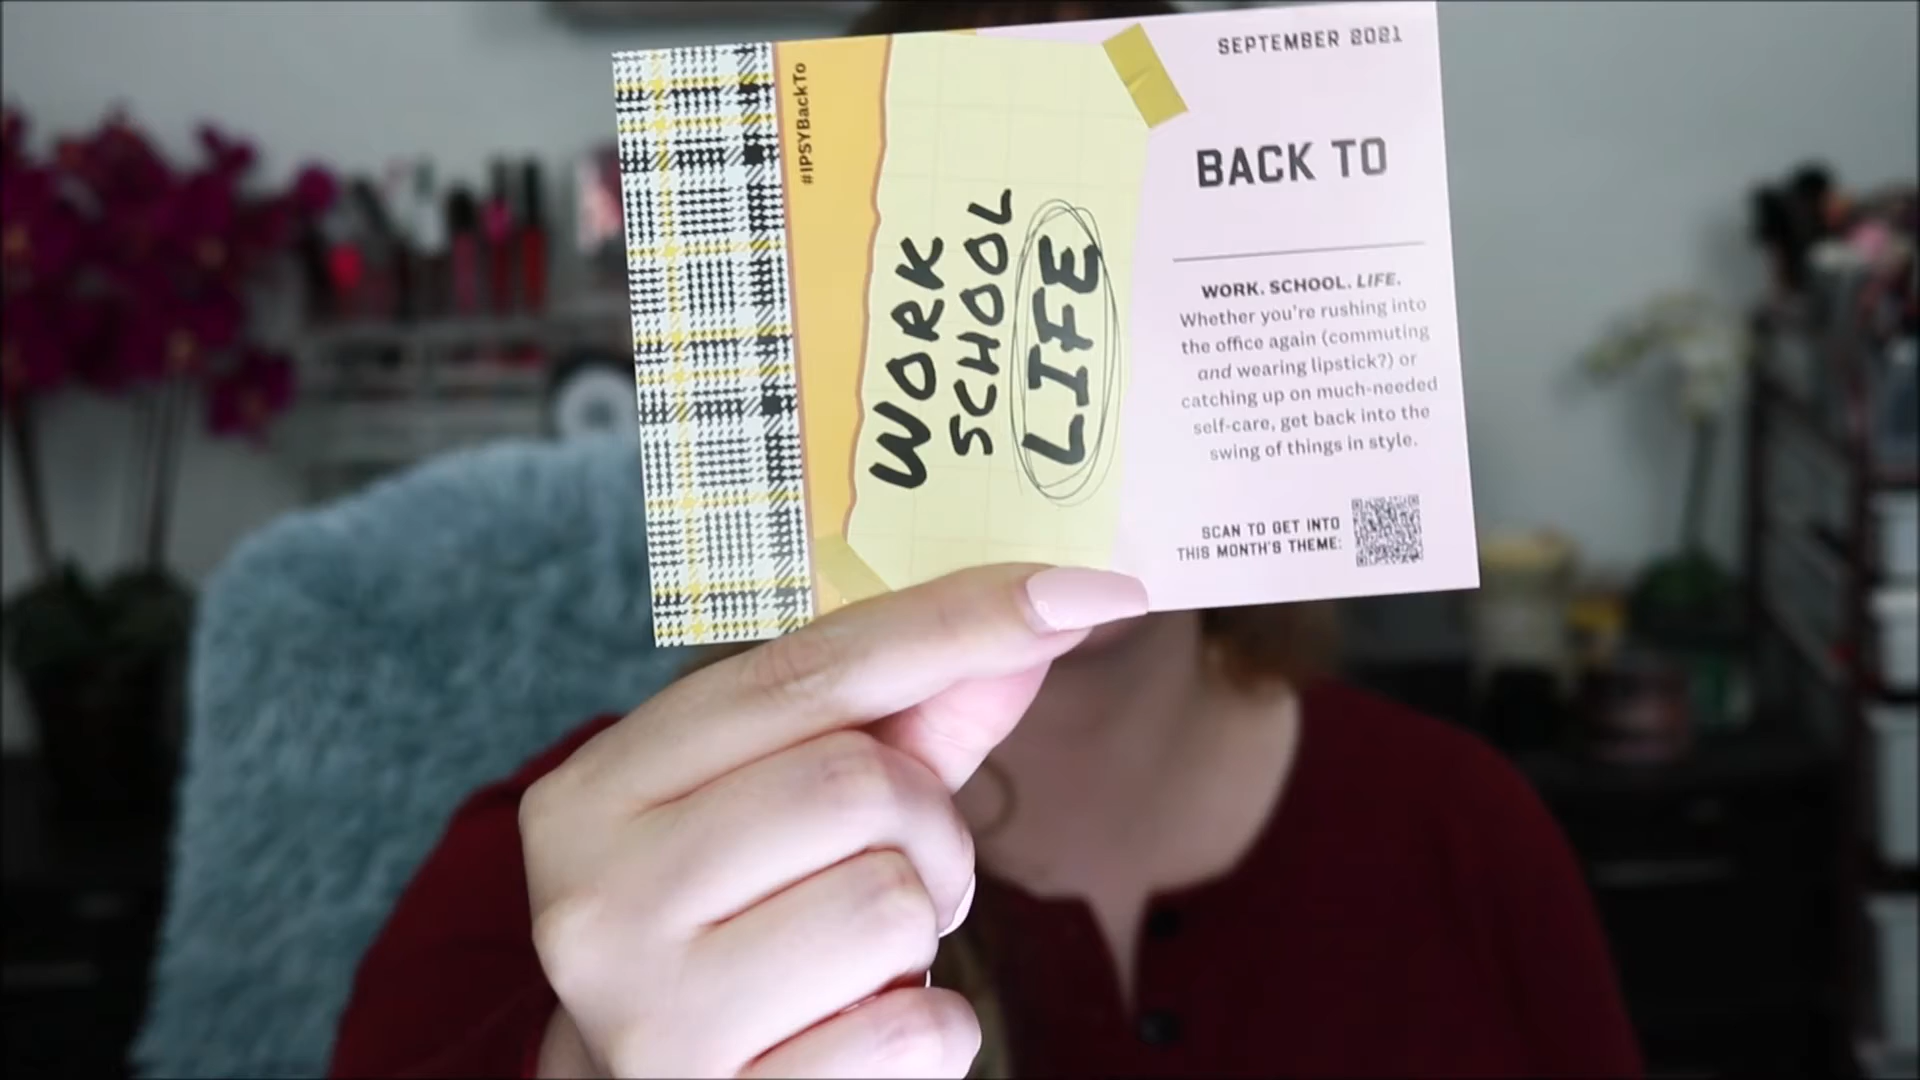 #IPSYBackTo
WORK
SCHOOL
LIFE
SEPTEMBER 2021
BACK TO
WORK. SCHOOL. LIFE.
Whether you're rushing into
the office again (commuting
and wearing lipstick?) or
catching up on much-needed
self-care, get back into the
swing of things in style.
SCAN TO GET INTO
THIS MONTH'S THEME: